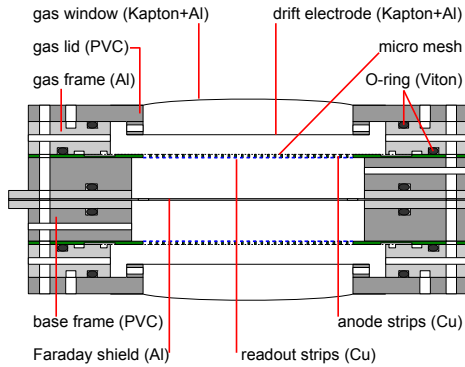 gas window (Kapton+Al)
drift electrode (Kapton+Al)
gas lid (PVC)
micro mesh
gas frame (Al)
O-ring (Viton)
base frame (PVC)
anode strips (Cu)
Faraday shield (Al)
readout strips (Cu)